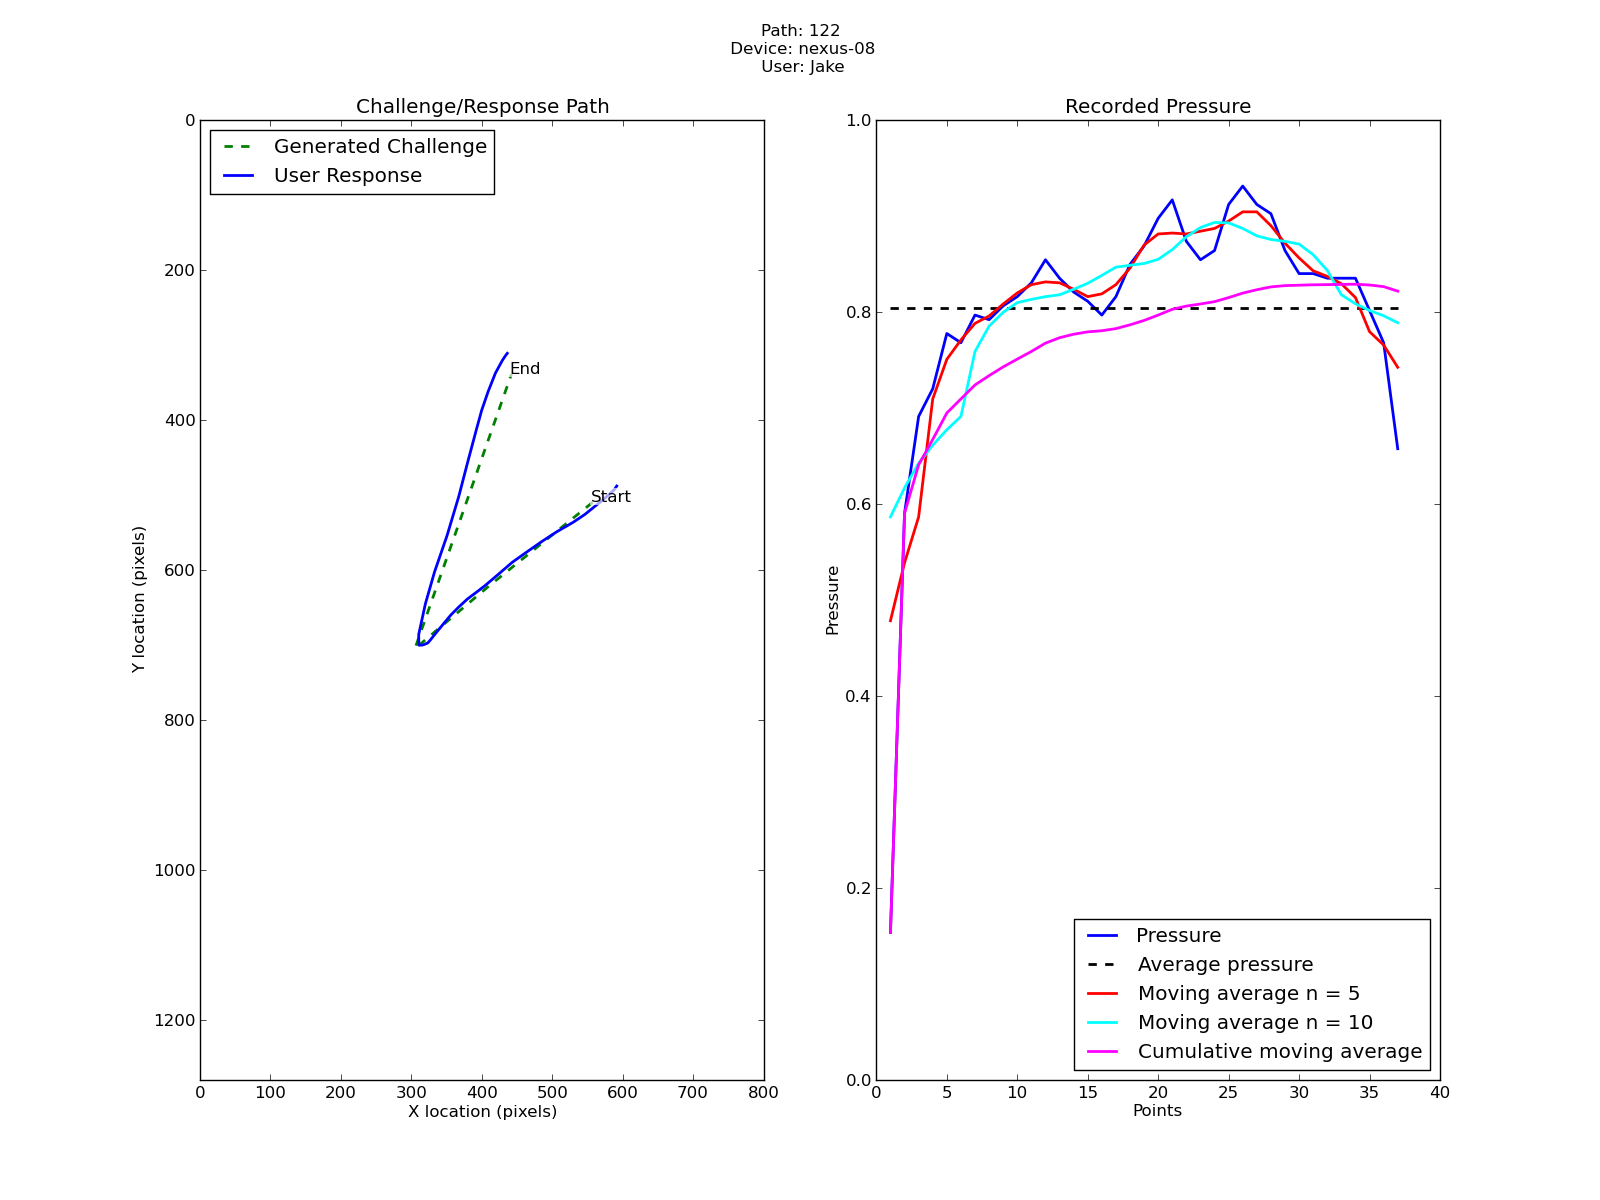 Path: 122
Device: nexus-08
User: Jake
Challenge/Response Path
Generated Challenge
User Response
0
200
400
600
800
1000
1200
Y location (pixels)
End
Start
0 100 200 300 400 500 600 700 800
X location (pixels)
Recorded Pressure
1.0
0.8
0.6
0.4
0.2
0.0
Pressure
Pressure
Average pressure
Moving average n = 5
Moving average n = 10
Cumulative moving average
0 5 10 15 20 25 30 35 40
Points